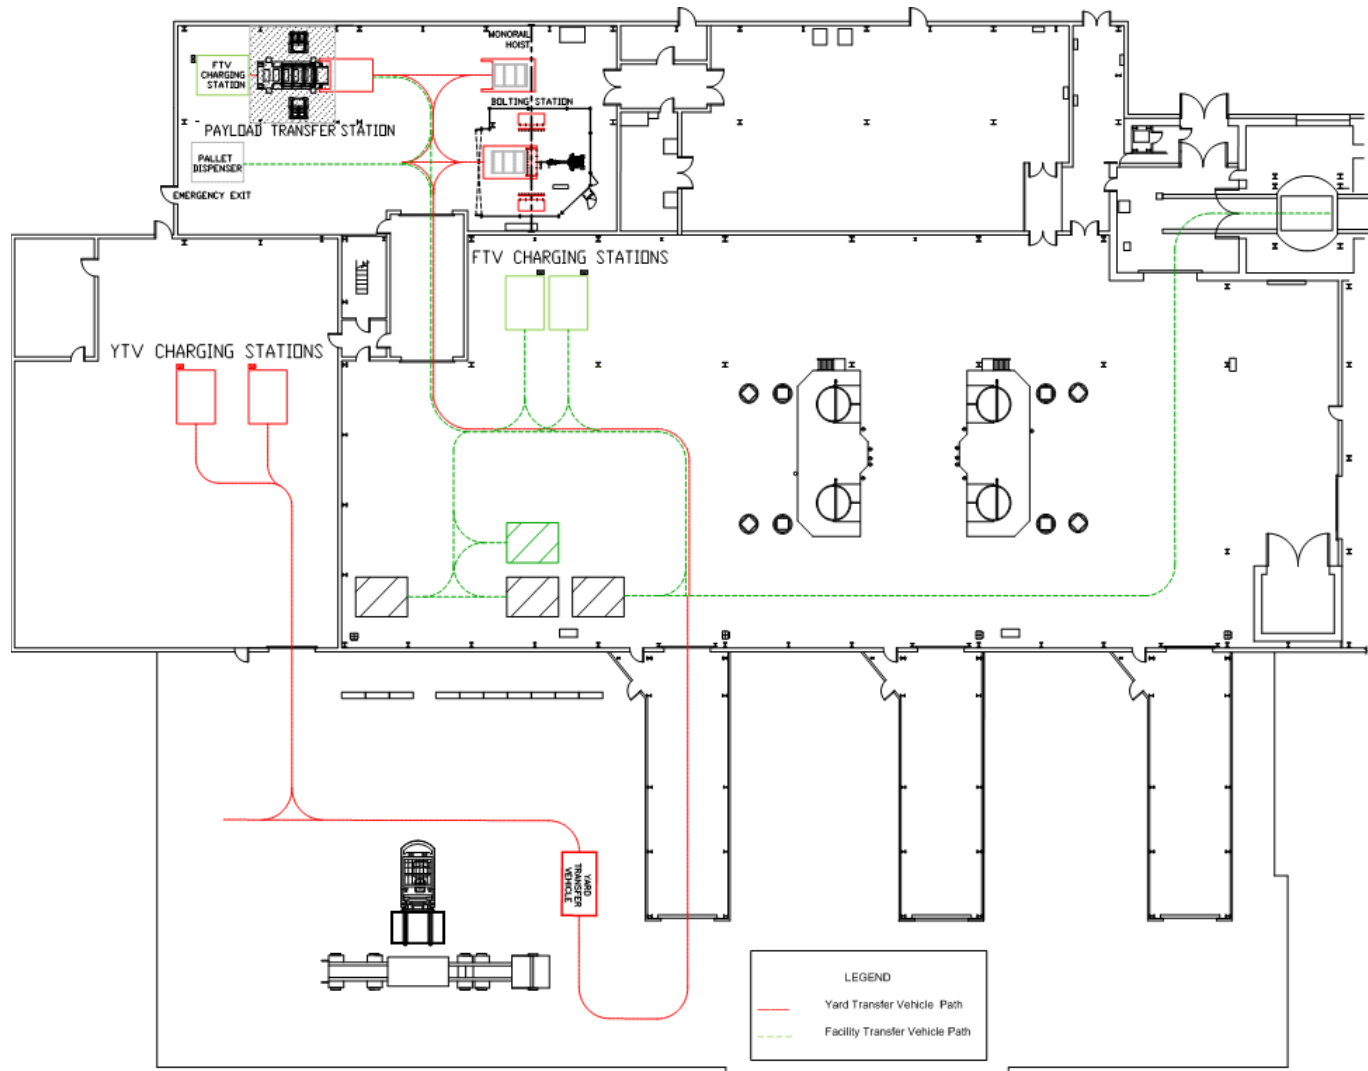 MONORAIL
HOIST
FTV
CHARGING
STATION
BOLTING STATION
PAYLOAD TRANSFER STATION
PALLET
DISPENSER
EMERGENCY EXIT
FTV CHARGING STATIONS
YTV CHARGING STATIONS
YARD
TRANSFER
VEHICLE
LEGEND
Yard Transfer Vehicle Path
Facility Transfer Vehicle Path